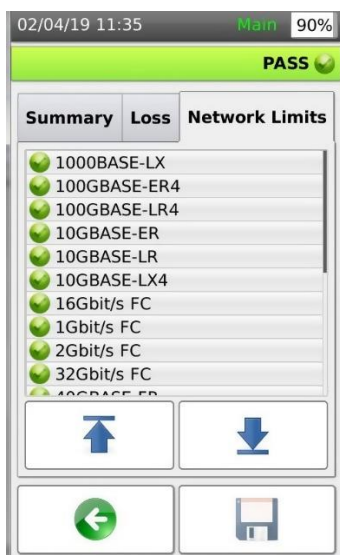 02/04/19 11:35 Main 90%
PASS
Summary Loss Network Limits
1000BASE-LX
100GBASE-ER4
100GBASE-LR4
10GBASE-ER
10GBASE-LR
10GBASE-LX4
16Gbit/s FC
1Gbit/s FC
2Gbit/s FC
32Gbit/s FC